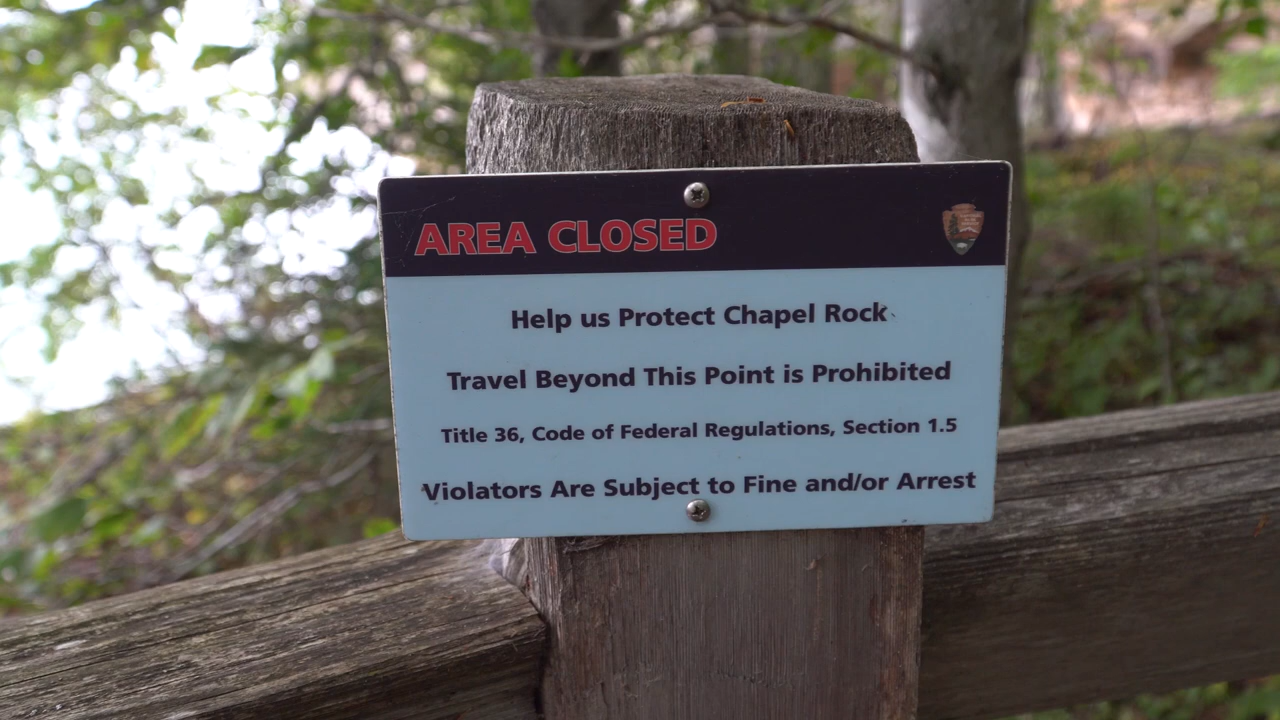 AREA CLOSED
Help us Protect Chapel Rock
Travel Beyond This Point is Prohibited
Title 36, Code of Federal Regulations, Section 1.5
Violators Are Subject to Fine and/or Arrest